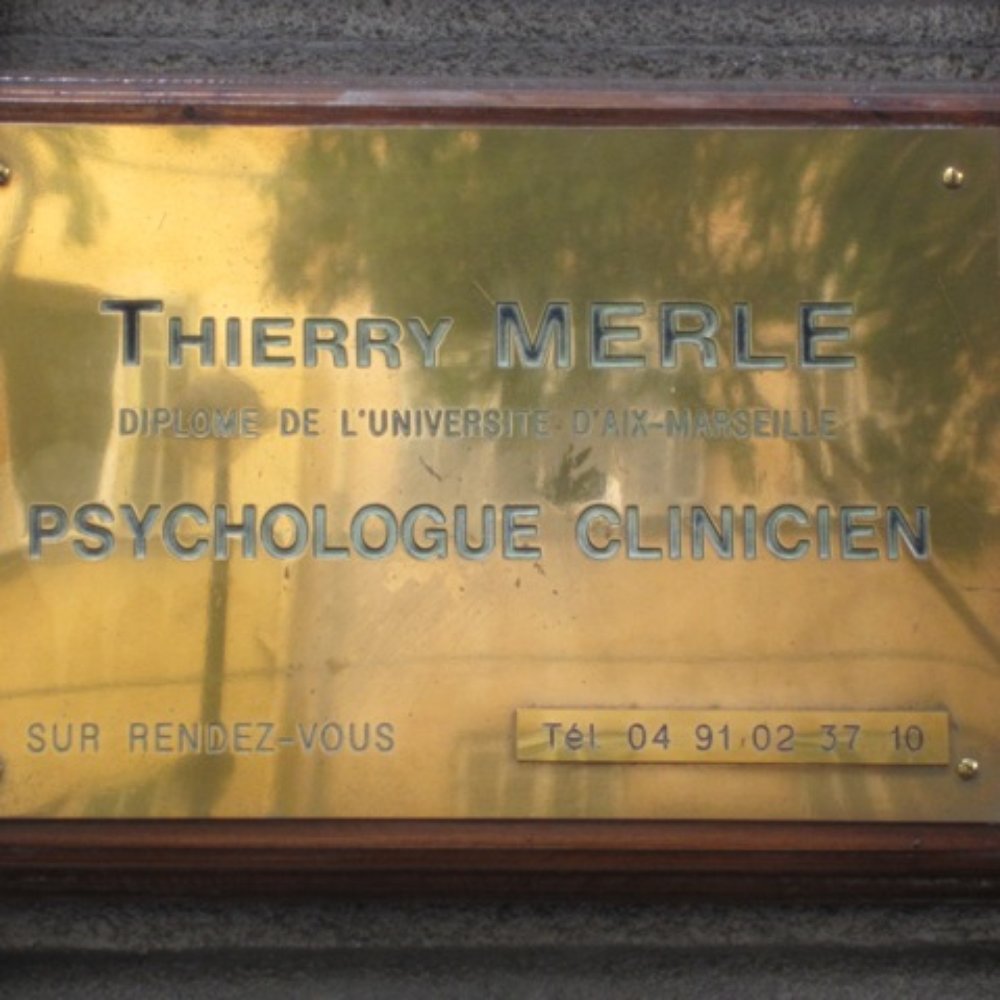 THIERRY MERLE
DIPLOME DE L'UNIVERSITE D'AIX-MARSEILLE
PSYCHOLOGUE CLINICIEN
SUR RENDEZ-VOUS
Tél. 04 91 02 37 10